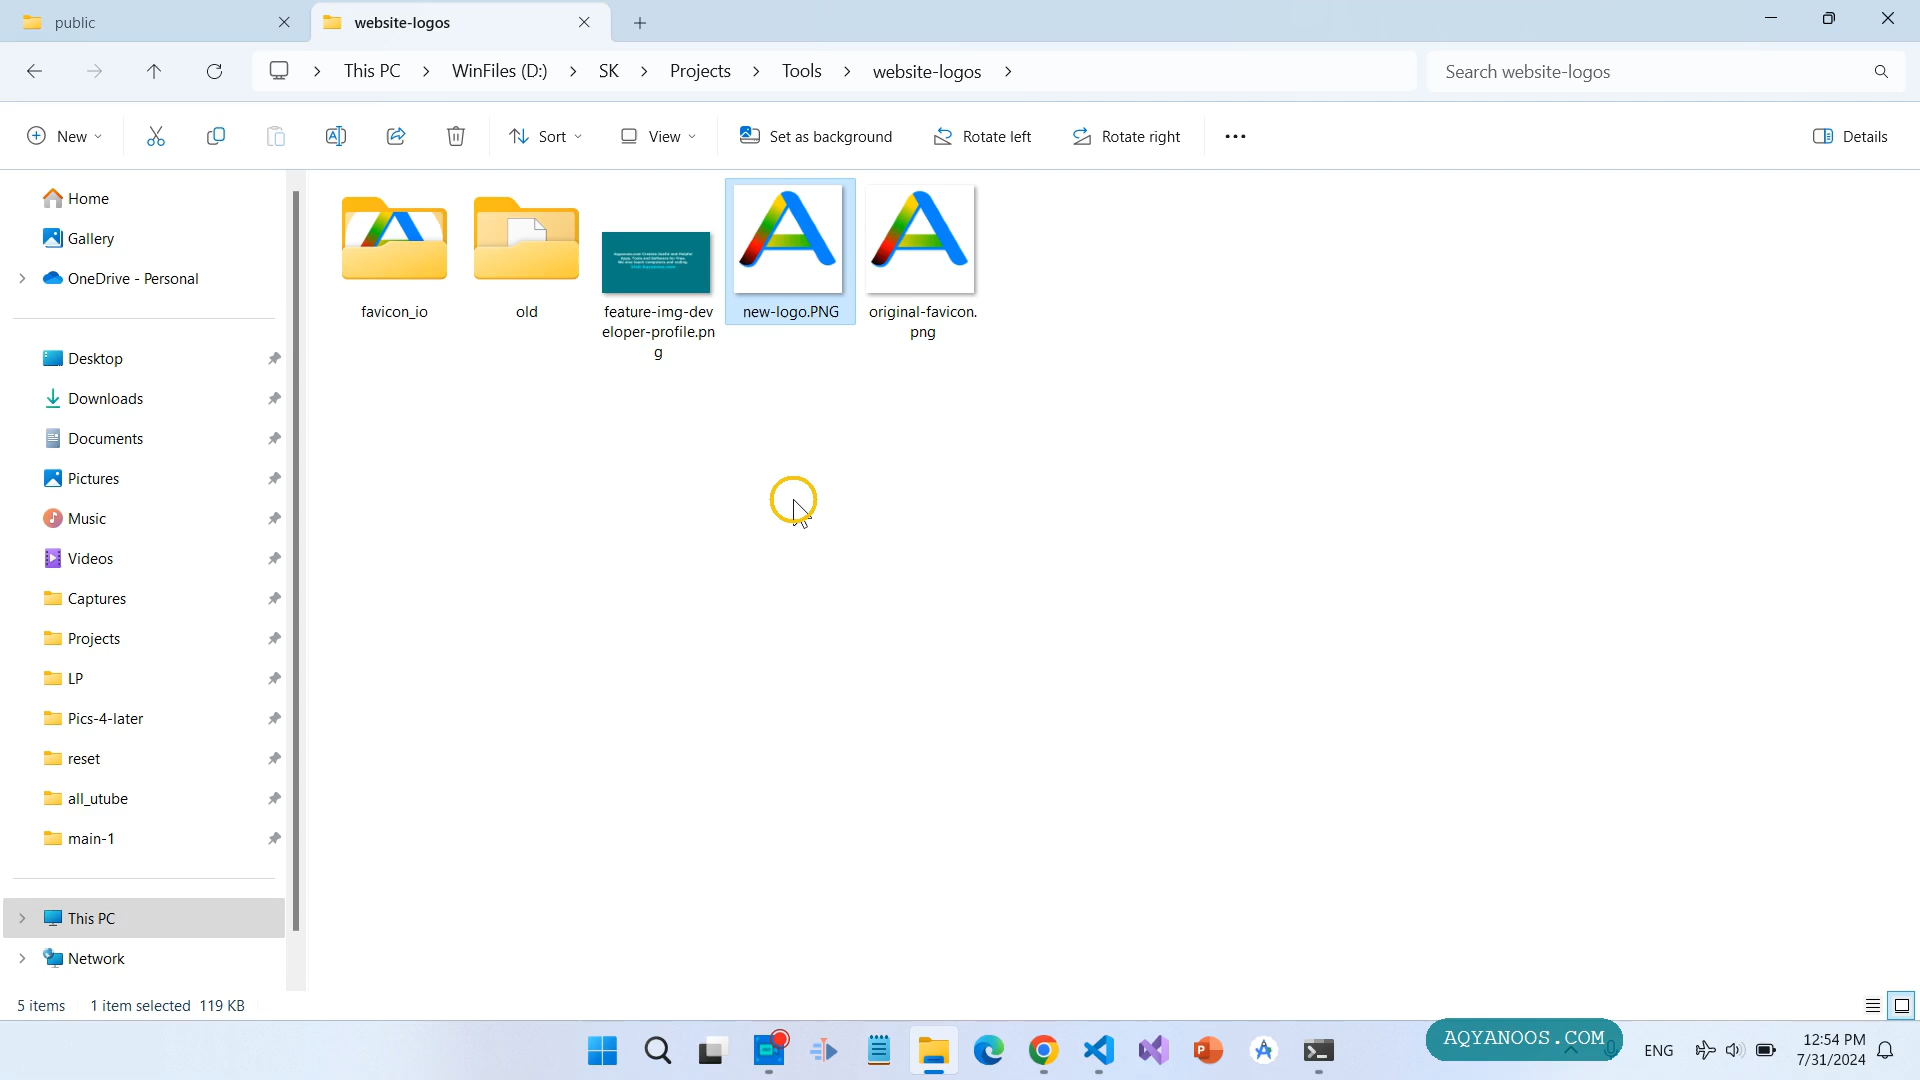 public
website-logos
This PC
WinFiles (D:)
SK
Projects
Tools
website-logos
Search website-logos
New
Sort
View
Set as background
Rotate left
Rotate right
Details
Home
Gallery
OneDrive - Personal
Desktop
Downloads
Documents
Pictures
Music
Videos
Captures
Projects
LP
Pics-4-later
reset
all_utube
main-1
This PC
Network
favicon_io
old
feature-img-dev
eloper-profile.pn
g
new-logo.PNG
original-favicon.
png
5 items
1 item selected 119 KB
AQYANOOS.COM
ENG
12:54 PM
7/31/2024